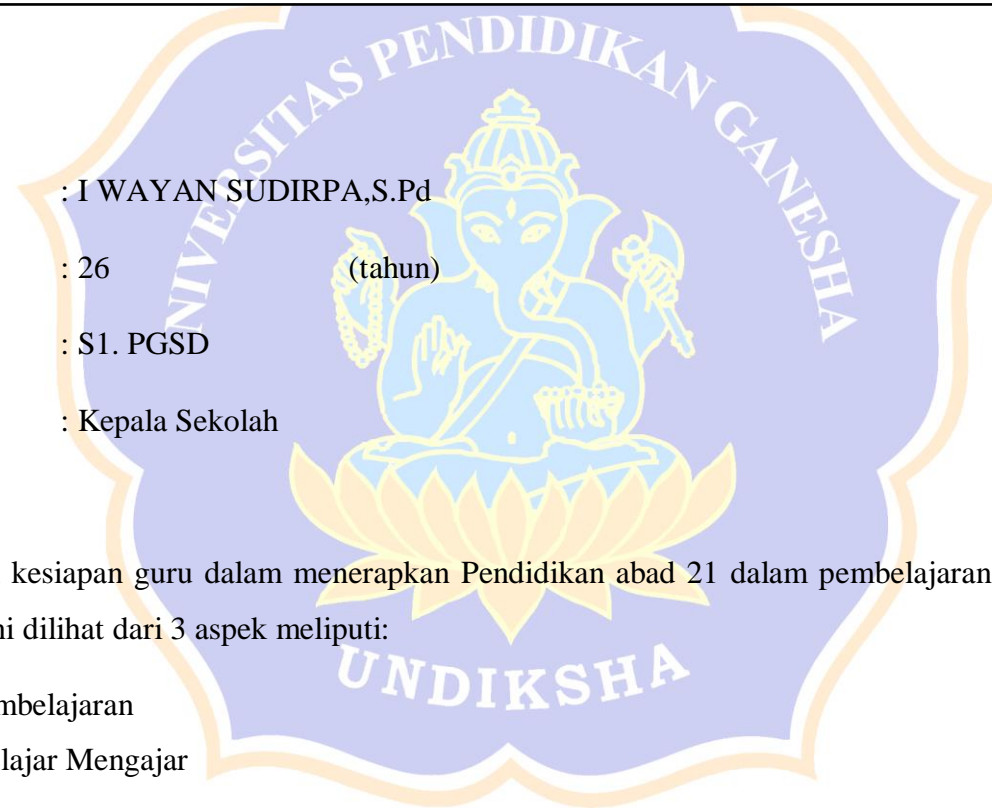 UNIVERSITAS PENDIDIKAN GANESHA
: I WAYAN SUDIRPA,S.Pd
: 26 (tahun)
: S1. PGSD
: Kepala Sekolah
kesiapan guru dalam menerapkan Pendidikan abad 21 dalam pembelajaran
ni dilihat dari 3 aspek meliputi:
UNDIKSHA
mbelajaran
lajar Mengajar